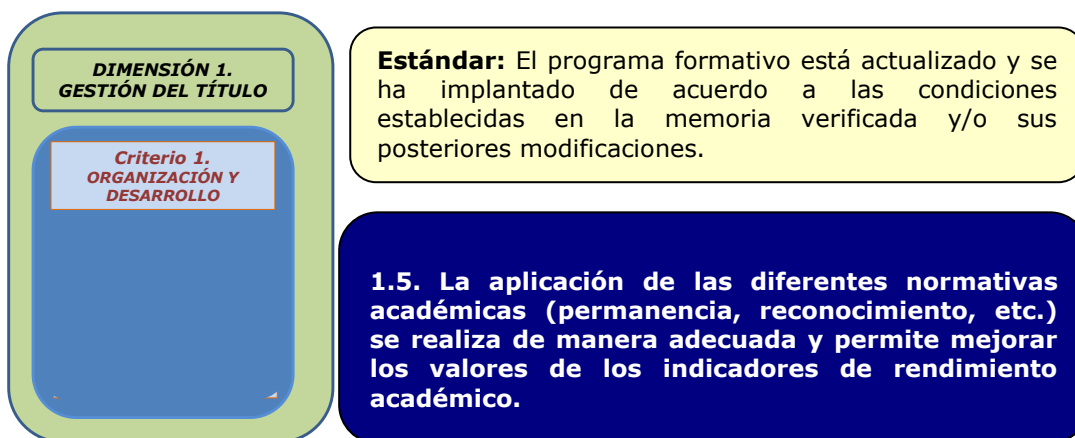 DIMENSIÓN 1.
GESTIÓN DEL TÍTULO
Criterio 1.
ORGANIZACIÓN Y
DESARROLLO
Estándar: El programa formativo está actualizado y se
ha implantado de acuerdo a las condiciones
establecidas en la memoria verificada y/o sus
posteriores modificaciones.
1.5. La aplicación de las diferentes normativas
académicas (permanencia, reconocimiento, etc.)
se realiza de manera adecuada y permite mejorar
los valores de los indicadores de rendimiento
académico.